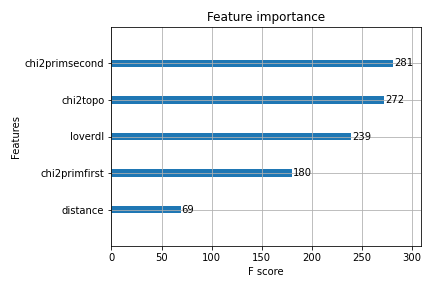 Feature importance
Features
chi2primsecond
281
chi2topo
272
loverdl
239
chi2primfirst
180
distance
69
0 50 100 150 200 250 300
F score